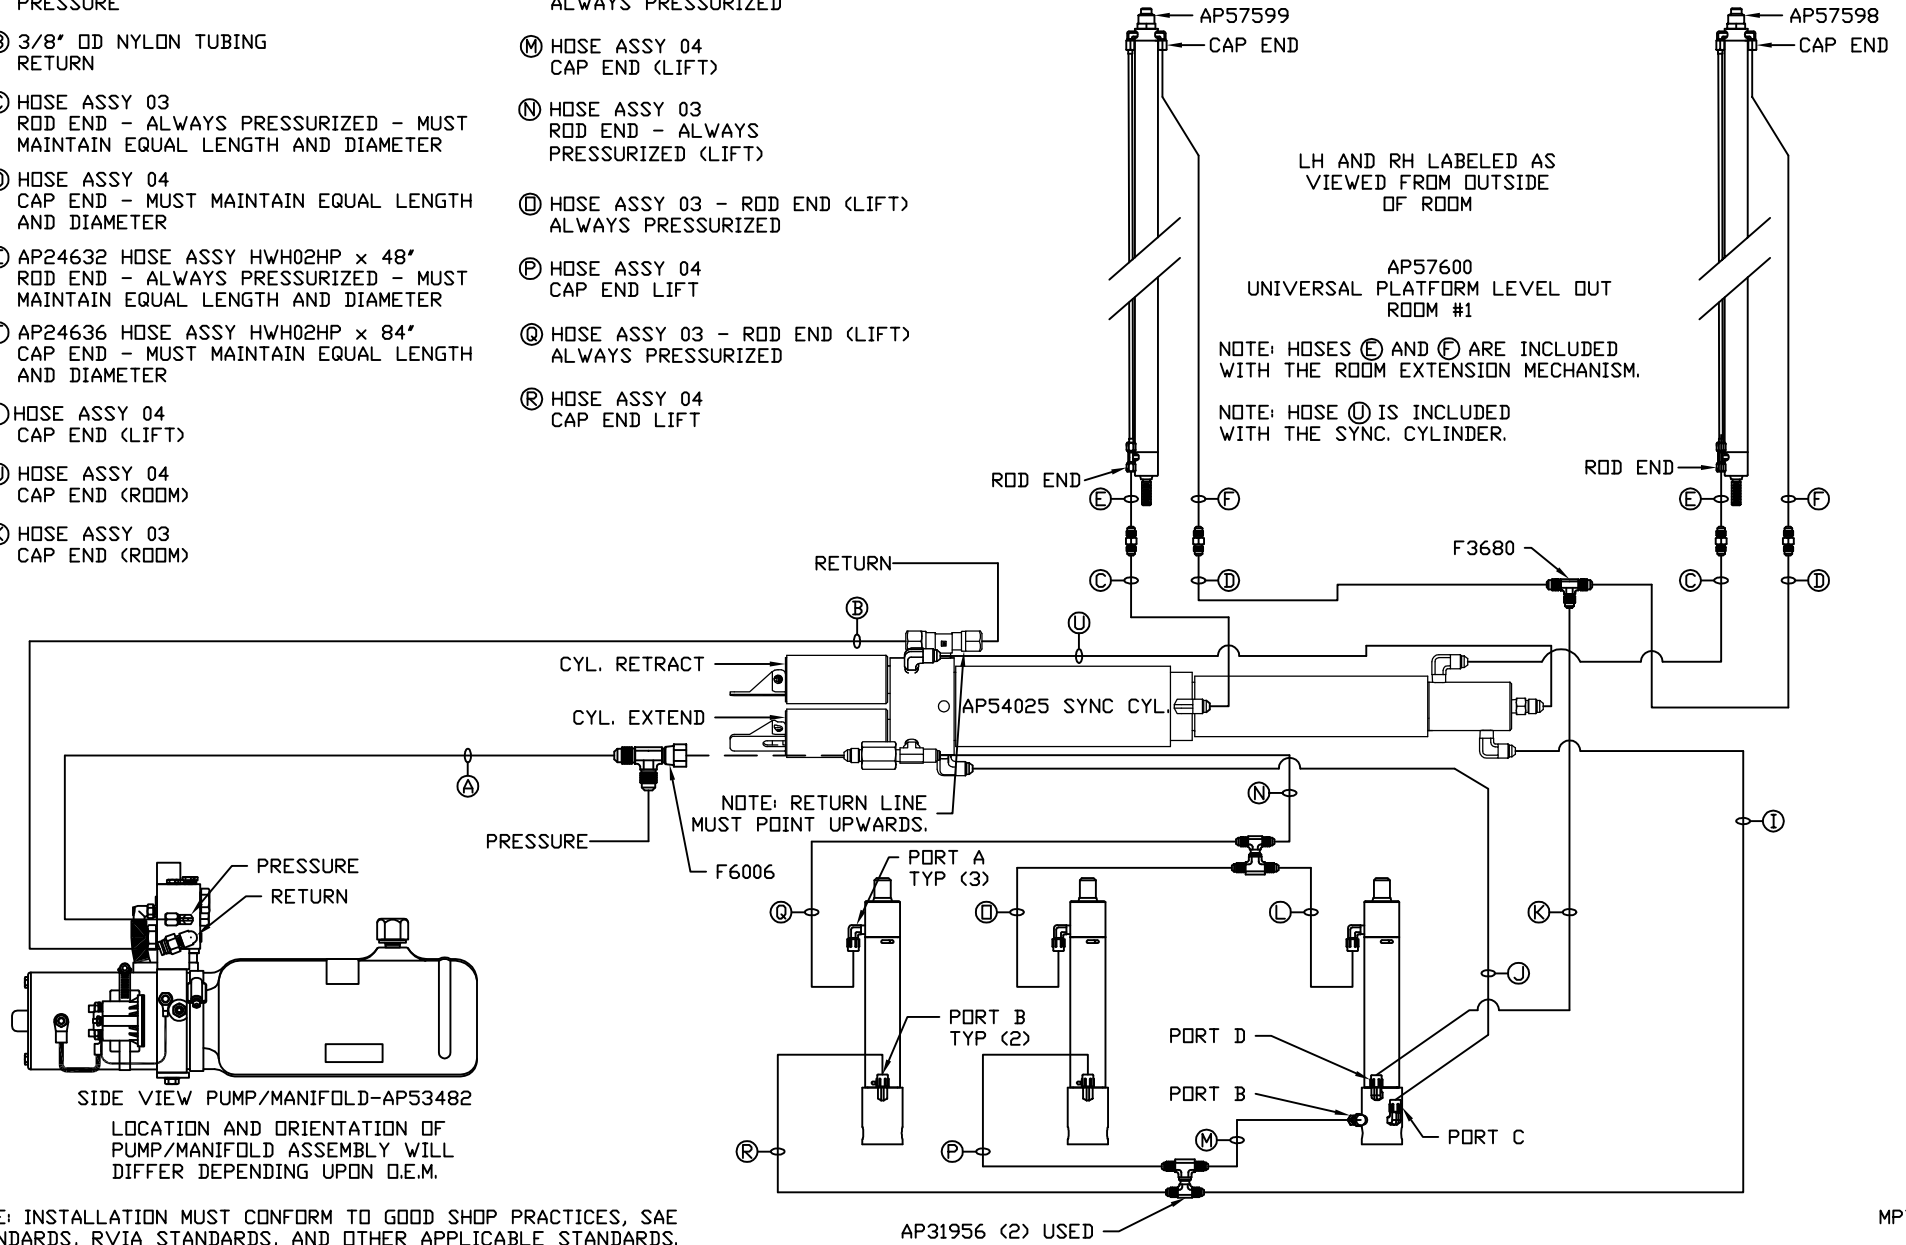 PRESSURE
3/8" OD NYLON TUBING
RETURN
HOSE ASSY 03
ROD END - ALWAYS PRESSURIZED - MUST
MAINTAIN EQUAL LENGTH AND DIAMETER
HOSE ASSY 04
CAP END - MUST MAINTAIN EQUAL LENGTH
AND DIAMETER
AP24632 HOSE ASSY HWH02HP x 48"
ROD END - ALWAYS PRESSURIZED - MUST
MAINTAIN EQUAL LENGTH AND DIAMETER
AP24636 HOSE ASSY HWH02HP x 84"
CAP END - MUST MAINTAIN EQUAL LENGTH
AND DIAMETER
HOSE ASSY 04
CAP END (LIFT)
HOSE ASSY 04
CAP END (ROOM)
K HOSE ASSY 03
CAP END (ROOM)
ALWAYS PRESSURIZED
M HOSE ASSY 04
CAP END (LIFT)
N HOSE ASSY 03
ROD END - ALWAYS
PRESSURIZED (LIFT)
O HOSE ASSY 03 - ROD END (LIFT)
ALWAYS PRESSURIZED
P HOSE ASSY 04
CAP END LIFT
Q HOSE ASSY 03 - ROD END (LIFT)
ALWAYS PRESSURIZED
R HOSE ASSY 04
CAP END LIFT
AP57599
CAP END
AP57598
CAP END
LH AND RH LABELED AS
VIEWED FROM OUTSIDE
OF ROOM
AP57600
UNIVERSAL PLATFORM LEVEL OUT
ROOM #1
NOTE: HOSES E AND F ARE INCLUDED
WITH THE ROOM EXTENSION MECHANISM.
NOTE: HOSE U IS INCLUDED
WITH THE SYNC. CYLINDER.
ROD END
ROD END
E
F
E
F
F3680
C
D
C
D
RETURN
B
U
CYL. RETRACT
AP54025 SYNC CYL.
CYL. EXTEND
A
N
NOTE: RETURN LINE
MUST POINT UPWARDS.
PRESSURE
F6006
I
PRESSURE
RETURN
PORT A
TYP (3)
Q
O
L
K
J
PORT B
TYP (2)
PORT D
PORT B
PORT C
SIDE VIEW PUMP/MANIFOLD-AP53482
LOCATION AND ORIENTATION OF
PUMP/MANIFOLD ASSEMBLY WILL
DIFFER DEPENDING UPON O.E.M.
R
P
M
AP31956 (2) USED
E: INSTALLATION MUST CONFORM TO GOOD SHOP PRACTICES, SAE
NDARDS, RVIA STANDARDS, AND OTHER APPLICABLE STANDARDS.